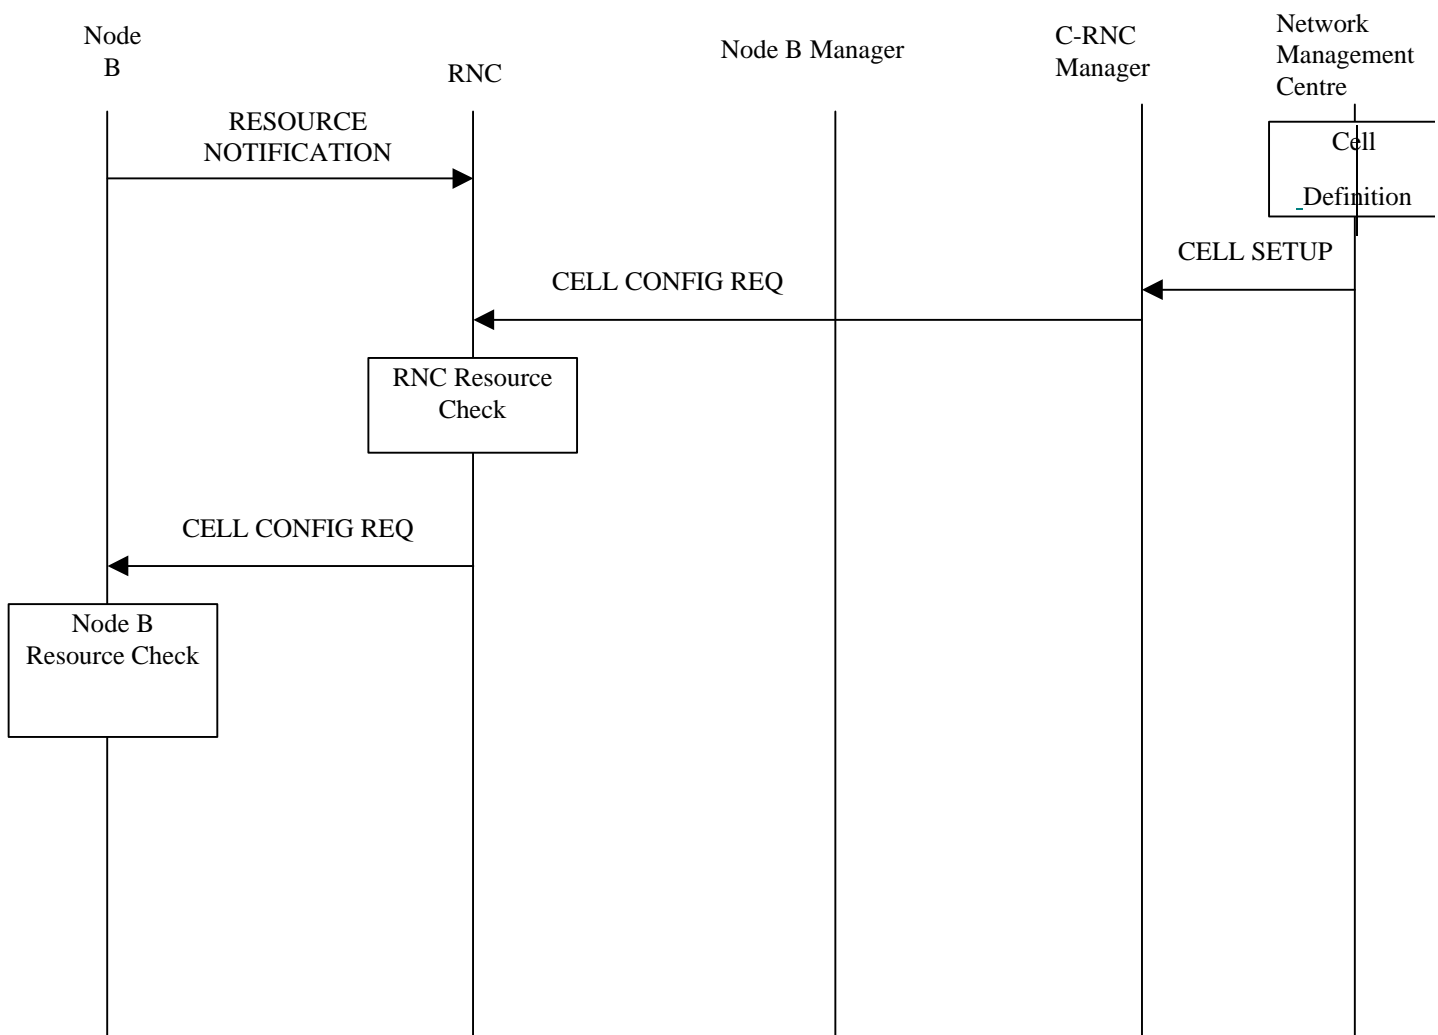 Node
B
RNC
Node B Manager
C-RNC
Manager
Network
Management
Centre
RESOURCE
NOTIFICATION
Cell
Definition
CELL SETUP
CELL CONFIG REQ
RNC Resource
Check
CELL CONFIG REQ
Node B
Resource Check